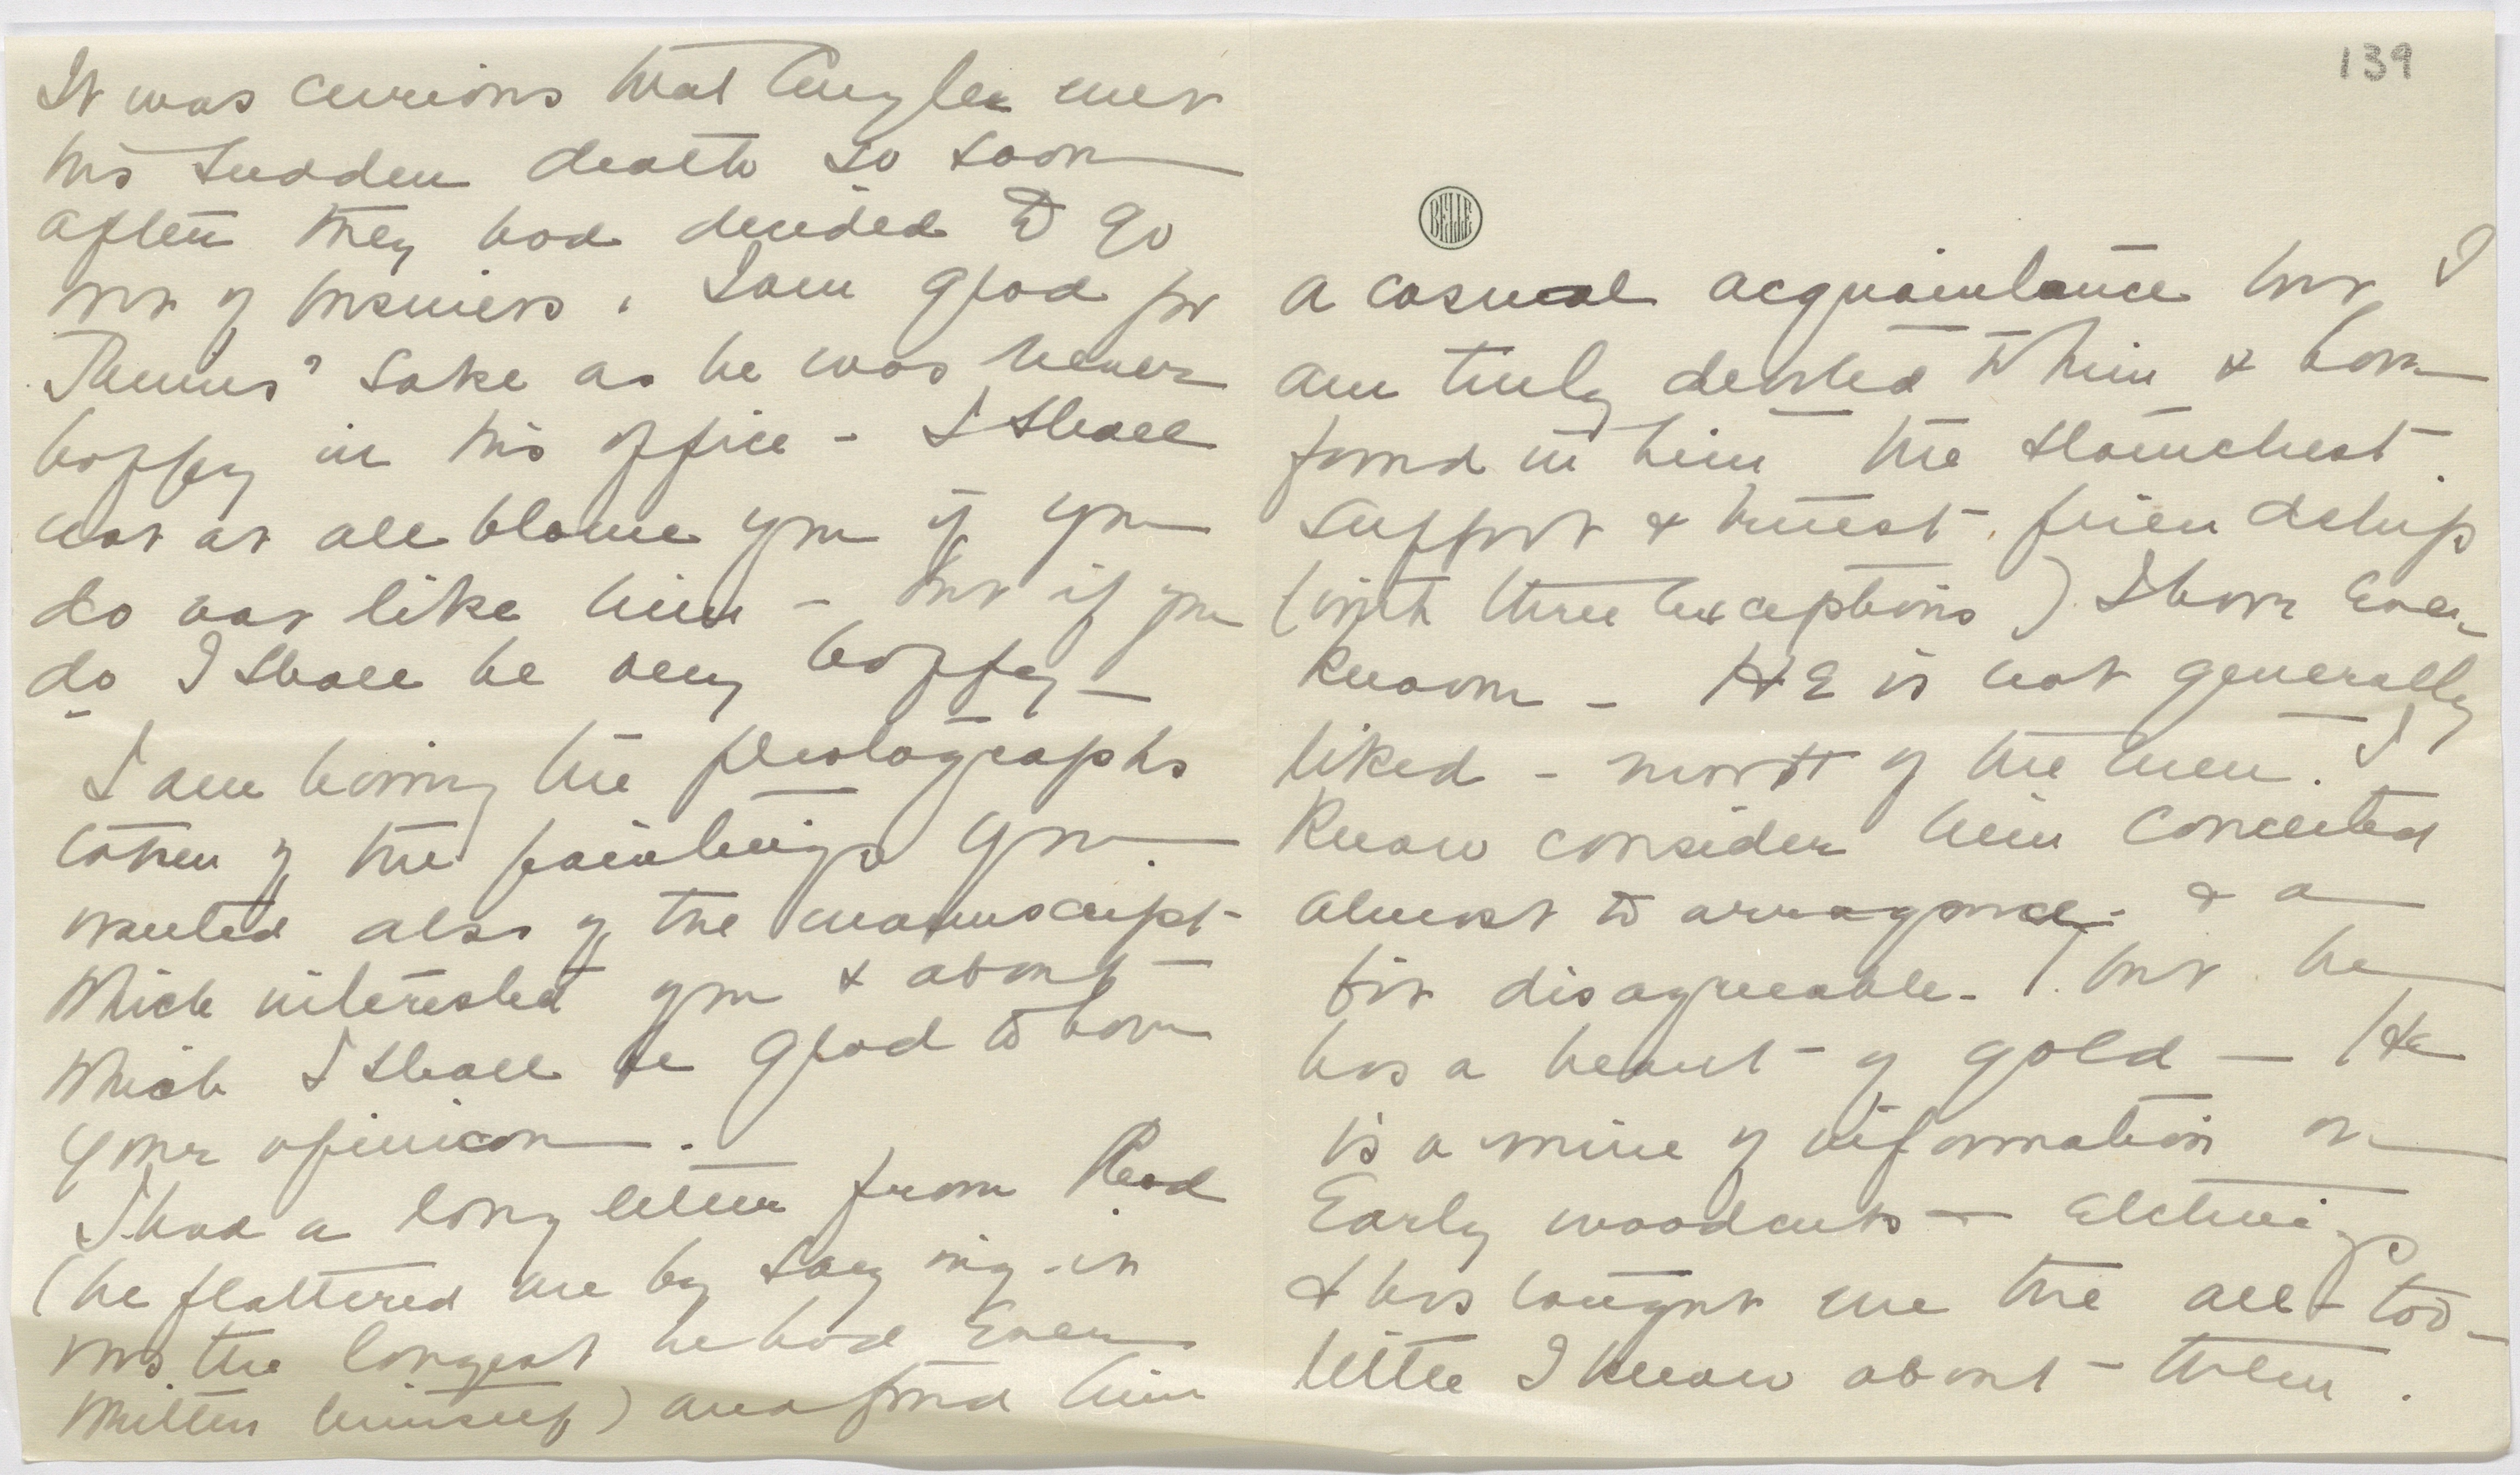 It was curious that Langler met
his sudden death so soon
after they had decided to go
out of business. I am glad for
Thumis' sake as he was never
happy in his office - I shall
not at all blame you if you
do not like him - but if you
do I shall be very happy -
I am having the photographs
taken of the paintings you
wanted also of the manuscript
which interested you & about
which I shall be glad to have
your opinion.
I had a long letter from Read
(he flattered me by saying it
was the longest he had ever
written himself) and find him
139
BELLE
a casual acquaintance but I
am truly devoted to him & have
found in him the staunchest
support & truest friendship
(with three exceptions) I have ever
known - HE is not generally
liked - most of the men I
know consider him conceited
almost to arrogance & a
bit disagreeable - but he
has a heart of gold - He
is a mine of information on
Early woodcuts - etchings
& has taught me the all-too-
little I know about them.